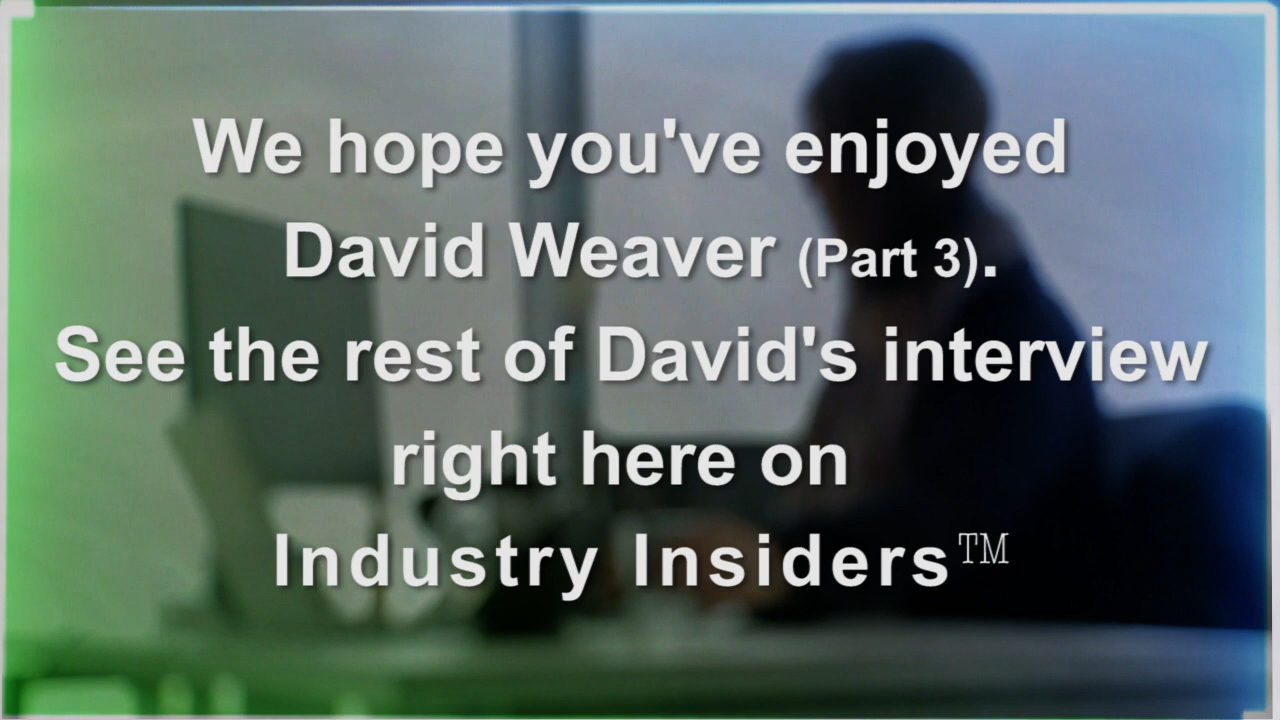 We hope you've enjoyed
David Weaver (Part 3).
See the rest of David's interview
right here on
Industry Insiders™